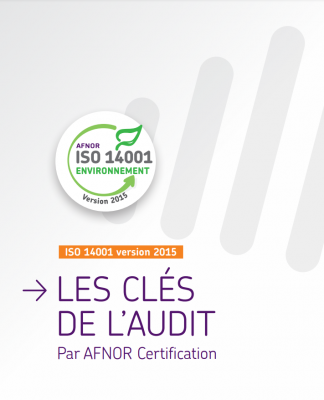 AFNOR
ISO 14001
ENVIRONNEMENT
Version 2015
ISO 14001 version 2015
→ LES CLÉS
DE L'AUDIT
Par AFNOR Certification